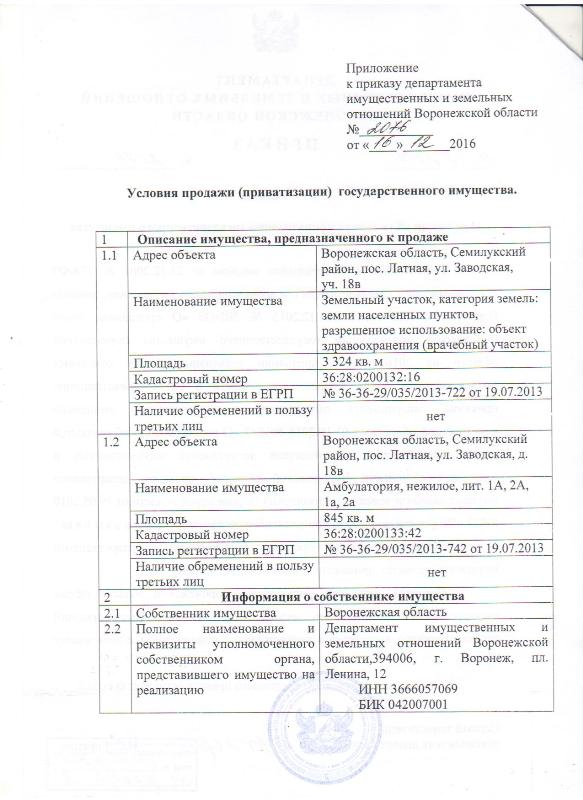 Приложение
к приказу департамента
имущественных и земельных
отношений Воронежской области
№ 2076
от « 16 » 12 2016
Условия продажи (приватизации) государственного имущества.
1 Описание имущества, предназначенного к продаже
1.1 Адрес объекта Воронежская область, Семилукский
район, пос. Латная, ул. Заводская,
уч. 18в
Наименование имущества Земельный участок, категория земель:
земли населенных пунктов,
разрешенное использование: объект
здравоохранения (врачебный участок)
Площадь 3 324 кв. м
Кадастровый номер 36:28:0200132:16
Запись регистрации в ЕГРП № 36-36-29/035/2013-722 от 19.07.2013
Наличие обременений в пользу нет
третьих лиц
1.2 Адрес объекта Воронежская область, Семилукский
район, пос. Латная, ул. Заводская, д.
18в
Наименование имущества Амбулатория, нежилое, лит. 1А, 2А,
1а, 2а
Площадь 845 кв. м
Кадастровый номер 36:28:0200133:42
Запись регистрации в ЕГРП № 36-36-29/035/2013-742 от 19.07.2013
Наличие обременений в пользу нет
третьих лиц
2 Информация о собственнике имущества
2.1 Собственник имущества Воронежская область
2.2 Полное наименование и Департамент имущественных и
реквизиты уполномоченного земельных отношений Воронежской
собственником органа, области,394006, г. Воронеж, пл.
представившего имущество на Ленина, 12
реализацию ИНН 3666057069
БИК 042007001